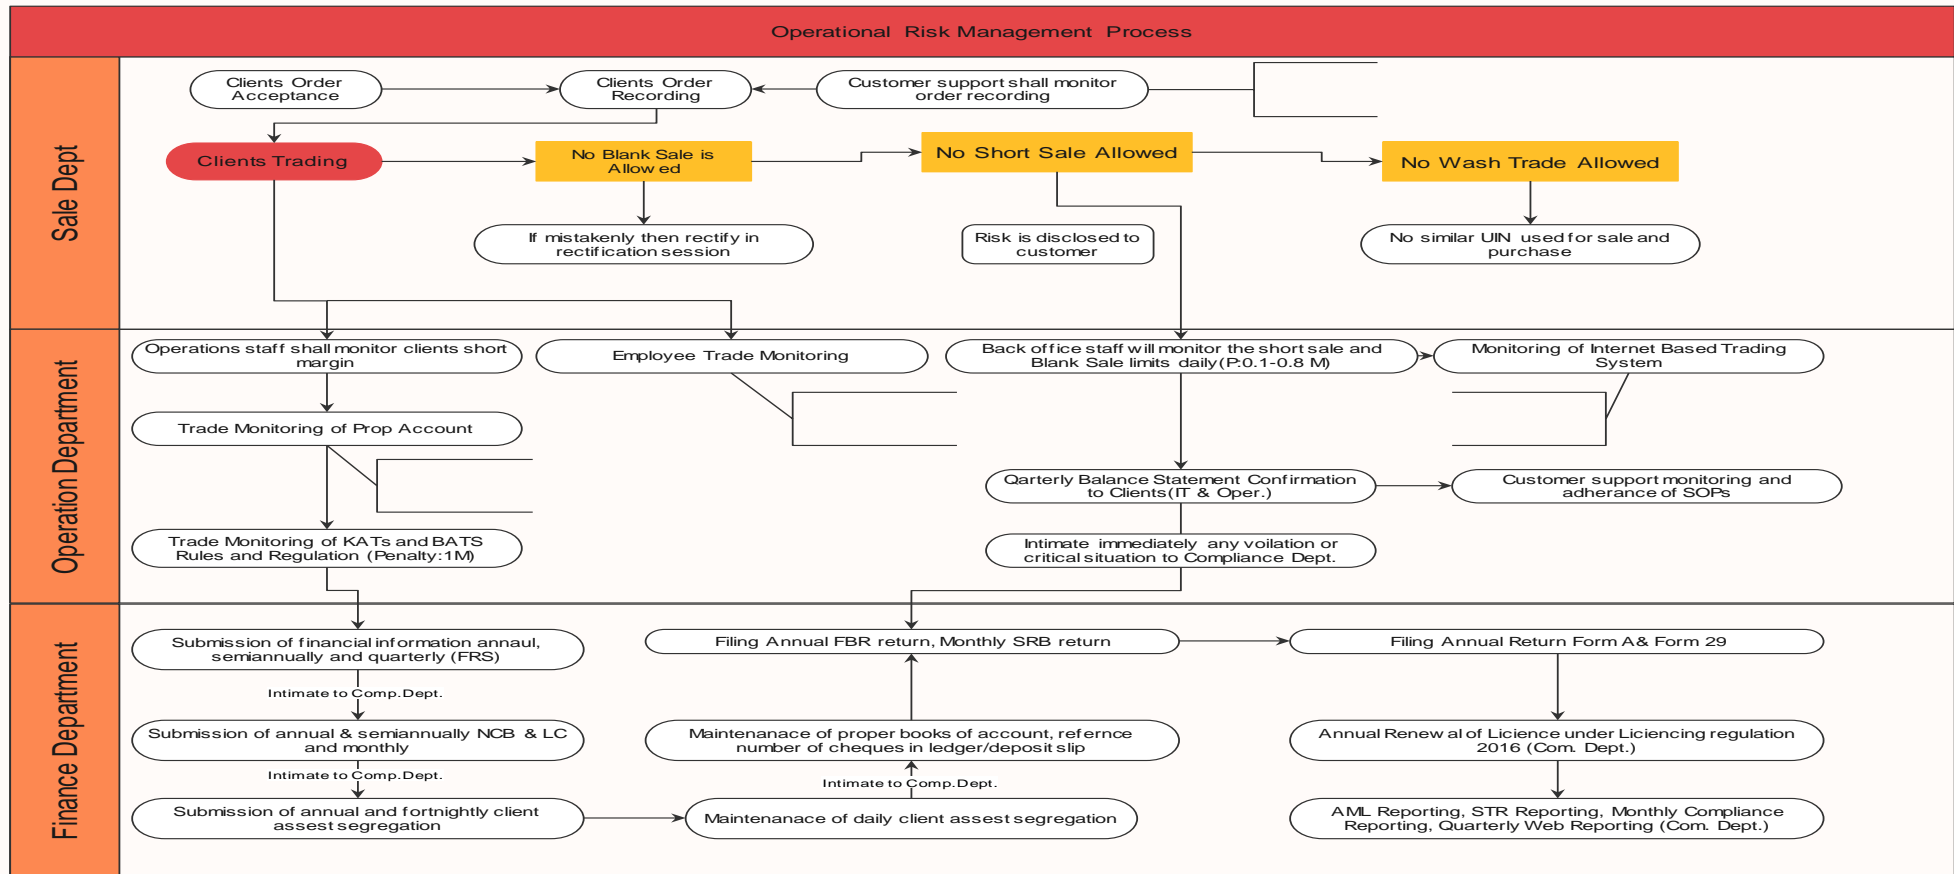 Operational Risk Management Process
Sale Dept
Clients Order
Acceptance
Clients Order
Recording
Customer support shall monitor
order recording
Clients Trading
No Blank Sale is
Allowed
No Short Sale Allowed
No Wash Trade Allowed
If mistakenly then rectify in
rectification session
Risk is disclosed to
customer
No similar UIN used for sale and
purchase
Operation Department
Operations staff shall monitor clients short
margin
Employee Trade Monitoring
Back office staff will monitor the short sale and
Blank Sale limits daily(P:0.1-0.8 M)
Monitoring of Internet Based Trading
System
Trade Monitoring of Prop Account
Qarterly Balance Statement Confirmation
to Clients(IT & Oper.)
Customer support monitoring and
adherance of SOPs
Trade Monitoring of KATs and BATS
Rules and Regulation (Penalty:1M)
Intimate immediately any voilation or
critical situation to Compliance Dept.
Finance Department
Submission of financial information annaul,
semiannually and quarterly (FRS)
Filing Annual FBR return, Monthly SRB return
Filing Annual Return Form A& Form 29
Intimate to Comp.Dept.
Submission of annual & semiannually NCB & LC
and monthly
Maintenanace of proper books of account, refernce
number of cheques in ledger/deposit slip
Annual Renewal of Licience under Liciencing regulation
2016 (Com. Dept.)
Intimate to Comp.Dept.
Intimate to Comp.Dept.
Submission of annual and fortnightly client
assest segregation
Maintenanace of daily client assest segregation
AML Reporting, STR Reporting, Monthly Compliance
Reporting, Quarterly Web Reporting (Com. Dept.)